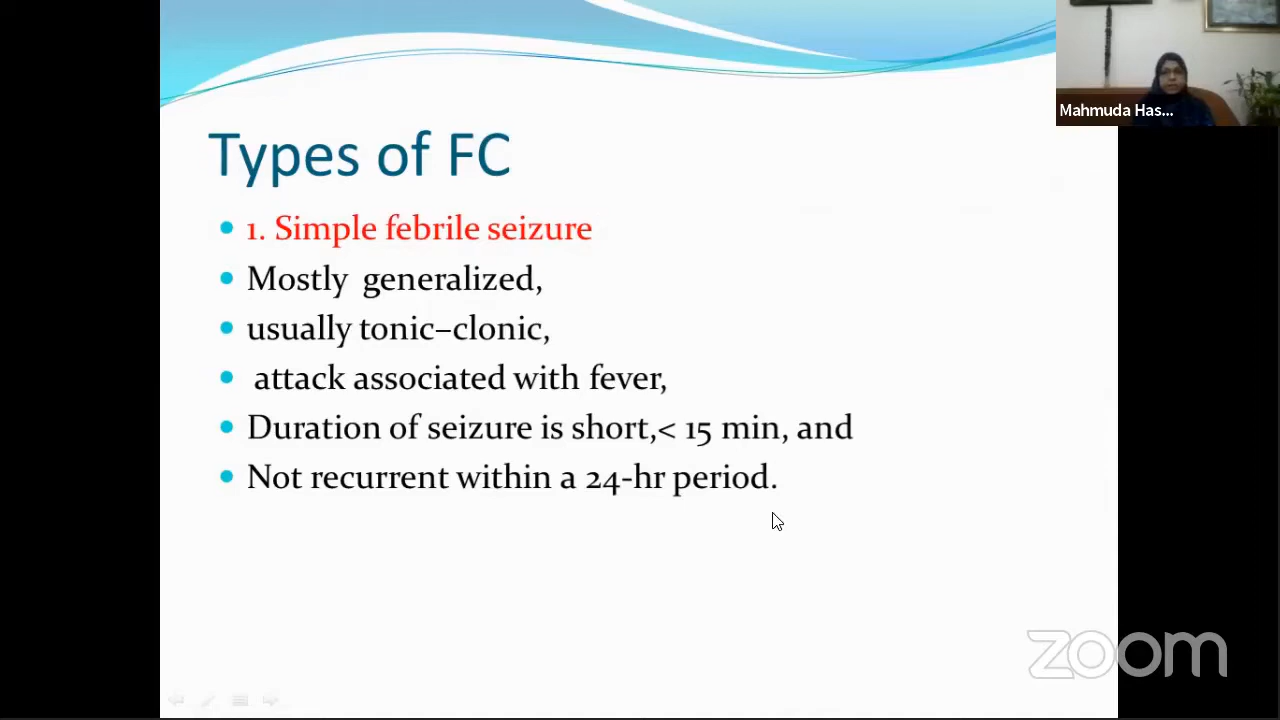 Types of FC
1. Simple febrile seizure
Mostly generalized,
usually tonic–clonic,
attack associated with fever,
Duration of seizure is short,< 15 min, and
Not recurrent within a 24-hr period.
Mahmuda Has...
zoom